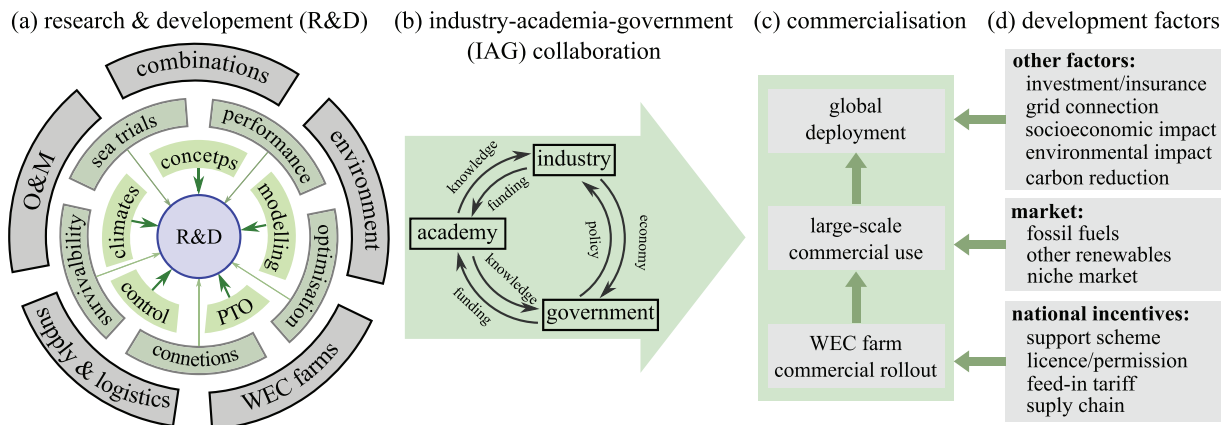 (a) research & developement (R&D)
combinations
environment
WEC farms
supply & logistics
O&M
sea trials
performance
optimisation
connetions
survivalbility
concetps
modelling
PTO
control
climates
R&D
(b) industry-academia-government
(IAG) collaboration
industry
academy
government
knowledge
funding
knowledge
funding
policy
economy
(c) commercialisation
global
deployment
large-scale
commercial use
WEC farm
commercial rollout
(d) development factors
other factors:
investment/insurance
grid connection
socioeconomic impact
environmental impact
carbon reduction
market:
fossil fuels
other renewables
niche market
national incentives:
support scheme
licence/permission
feed-in tariff
suply chain